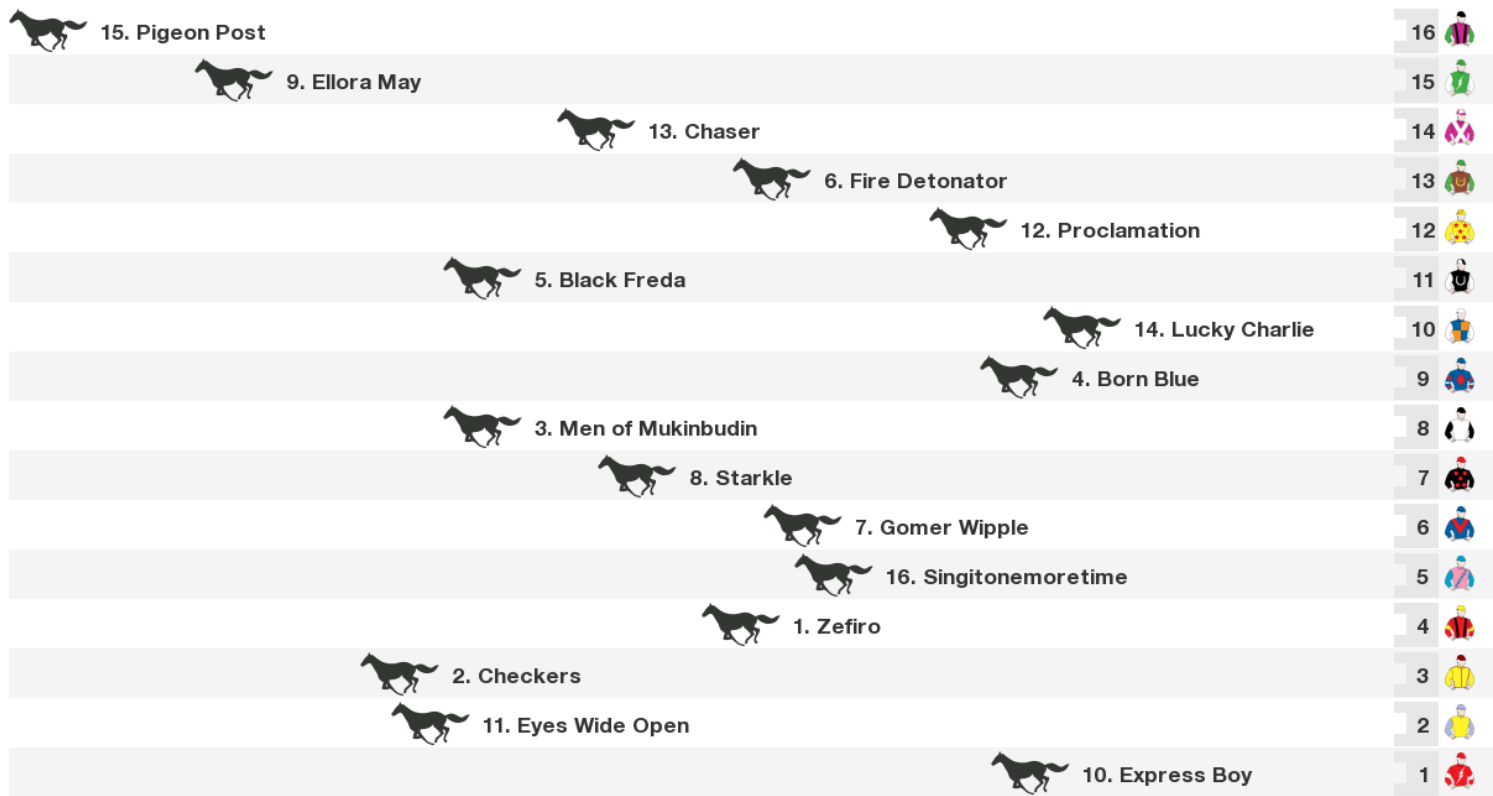 15. Pigeon Post 16
9. Ellora May 15
13. Chaser 14
6. Fire Detonator 13
12. Proclamation 12
5. Black Freda 11
14. Lucky Charlie 10
4. Born Blue 9
3. Men of Mukinbudin 8
8. Starkle 7
7. Gomer Wipple 6
16. Singitonemoretime 5
1. Zefiro 4
2. Checkers 3
11. Eyes Wide Open 2
10. Express Boy 1